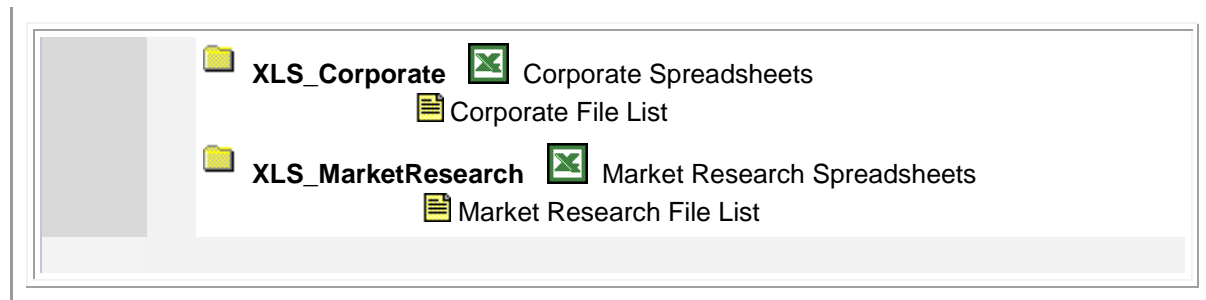 XLS_Corporate Corporate Spreadsheets
Corporate File List
XLS_MarketResearch Market Research Spreadsheets
Market Research File List